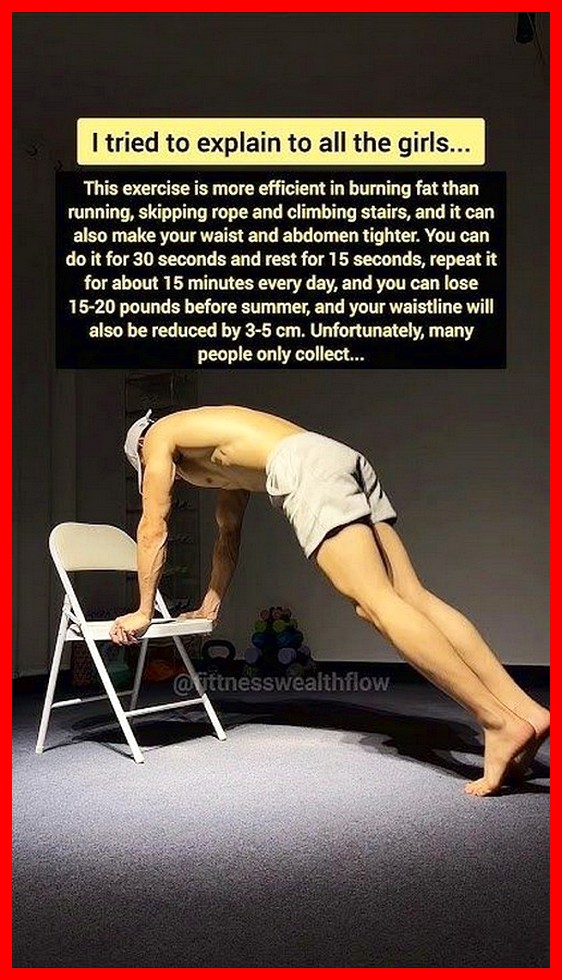 I tried to explain to all the girls...
This exercise is more efficient in burning fat than
running, skipping rope and climbing stairs, and it can
also make your waist and abdomen tighter. You can
do it for 30 seconds and rest for 15 seconds, repeat it
for about 15 minutes every day, and you can lose
15-20 pounds before summer, and your waistline will
also be reduced by 3-5 cm. Unfortunately, many
people only collect...
@fittnesswealthflow